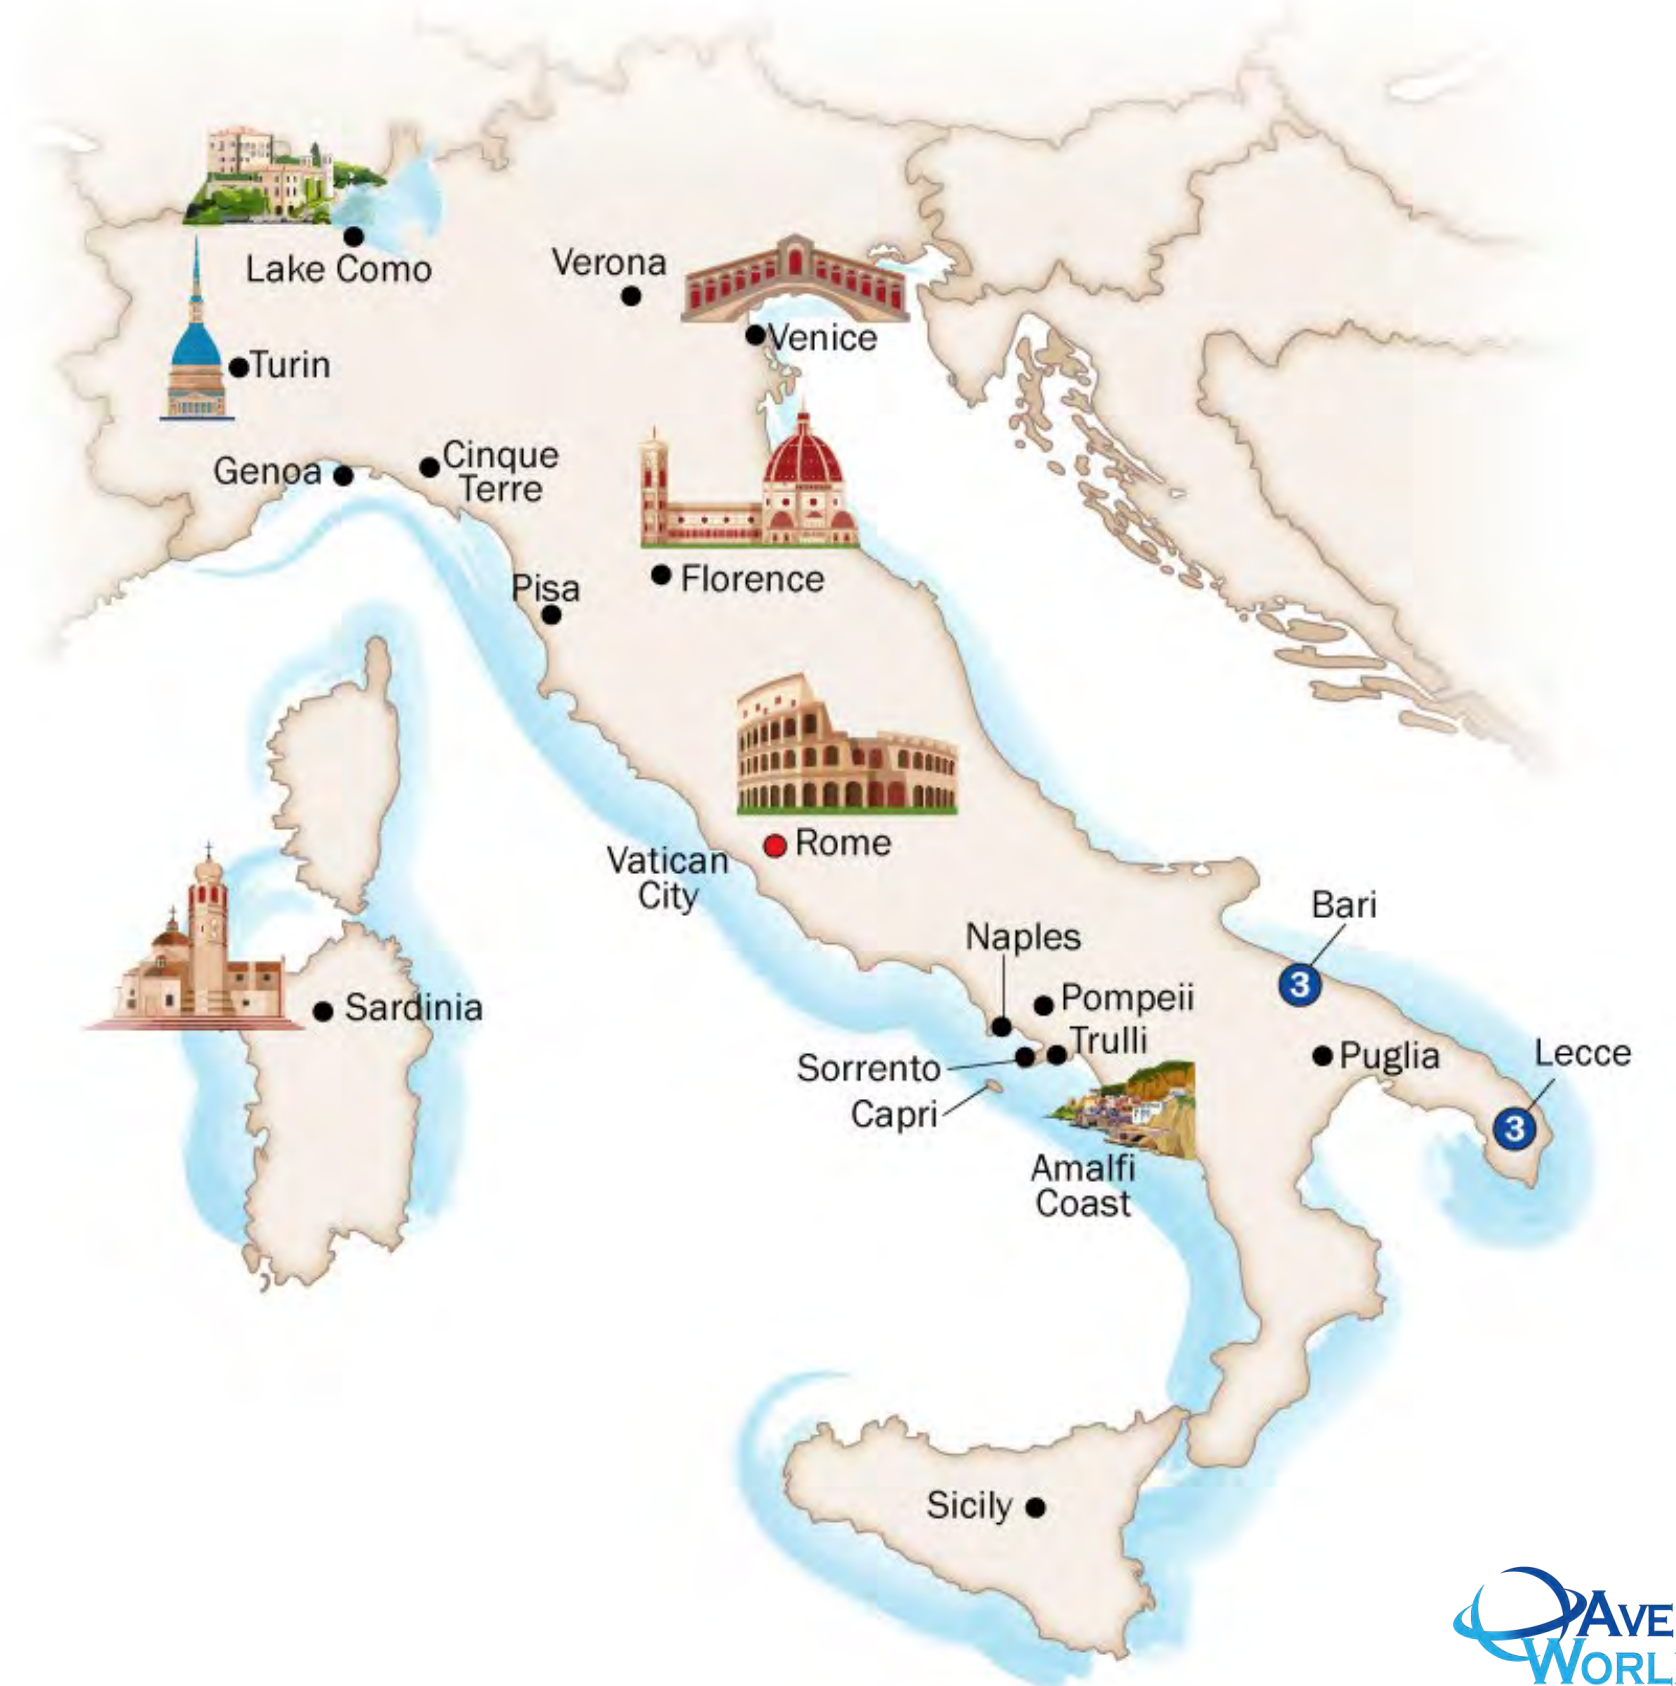 Lake Como
Verona
Venice
Turin
Cinque
Terre
Genoa
Florence
Pisa
Rome
Vatican
City
Bari
3
Naples
Pompeii
Sardinia
Trulli
Sorrento
Puglia
Lecce
Capri
3
Amalfi
Coast
Sicily
AVE
WORL